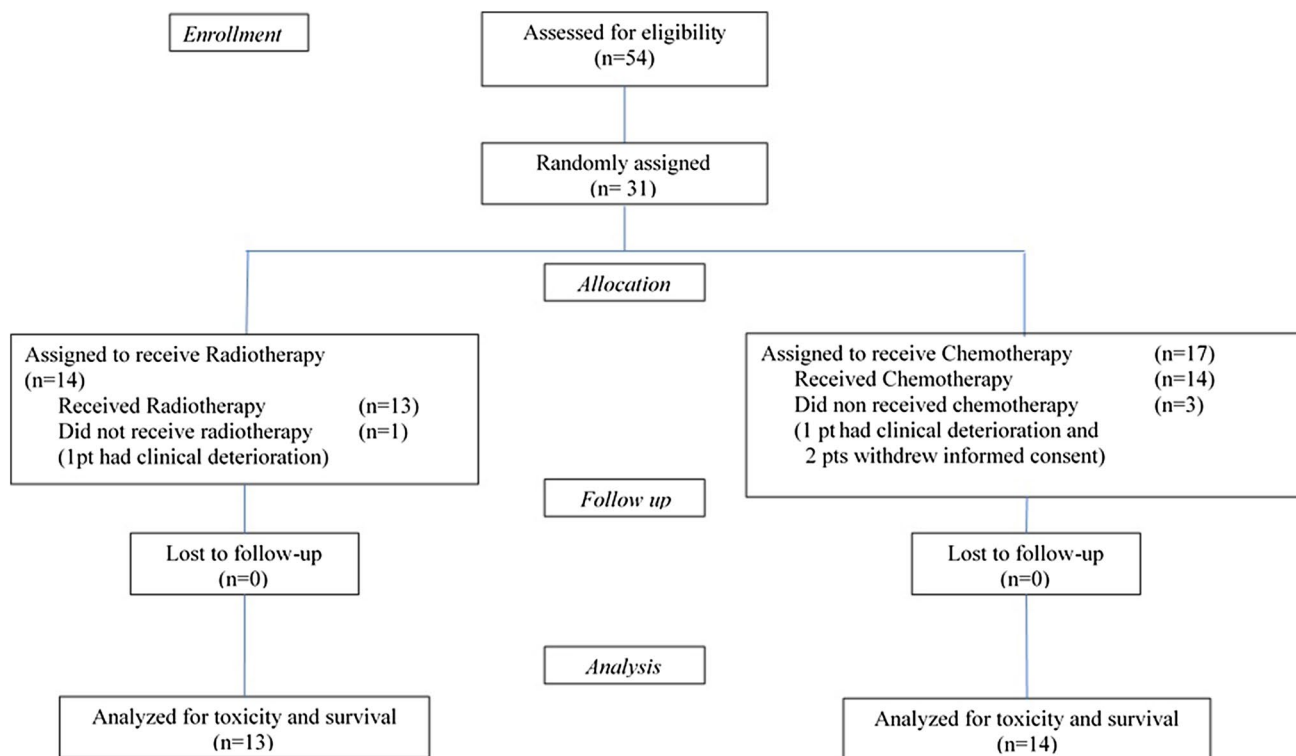 Enrollment
Assessed for eligibility
(n=54)
Randomly assigned
(n= 31)
Allocation
Assigned to receive Radiotherapy
(n=14)
Received Radiotherapy (n=13)
Did not receive radiotherapy (n=1)
(1pt had clinical deterioration)
Assigned to receive Chemotherapy (n=17)
Received Chemotherapy (n=14)
Did non received chemotherapy (n=3)
(1 pt had clinical deterioration and
2 pts withdrew informed consent)
Follow up
Lost to follow-up
(n=0)
Lost to follow-up
(n=0)
Analysis
Analyzed for toxicity and survival
(n=13)
Analyzed for toxicity and survival
(n=14)